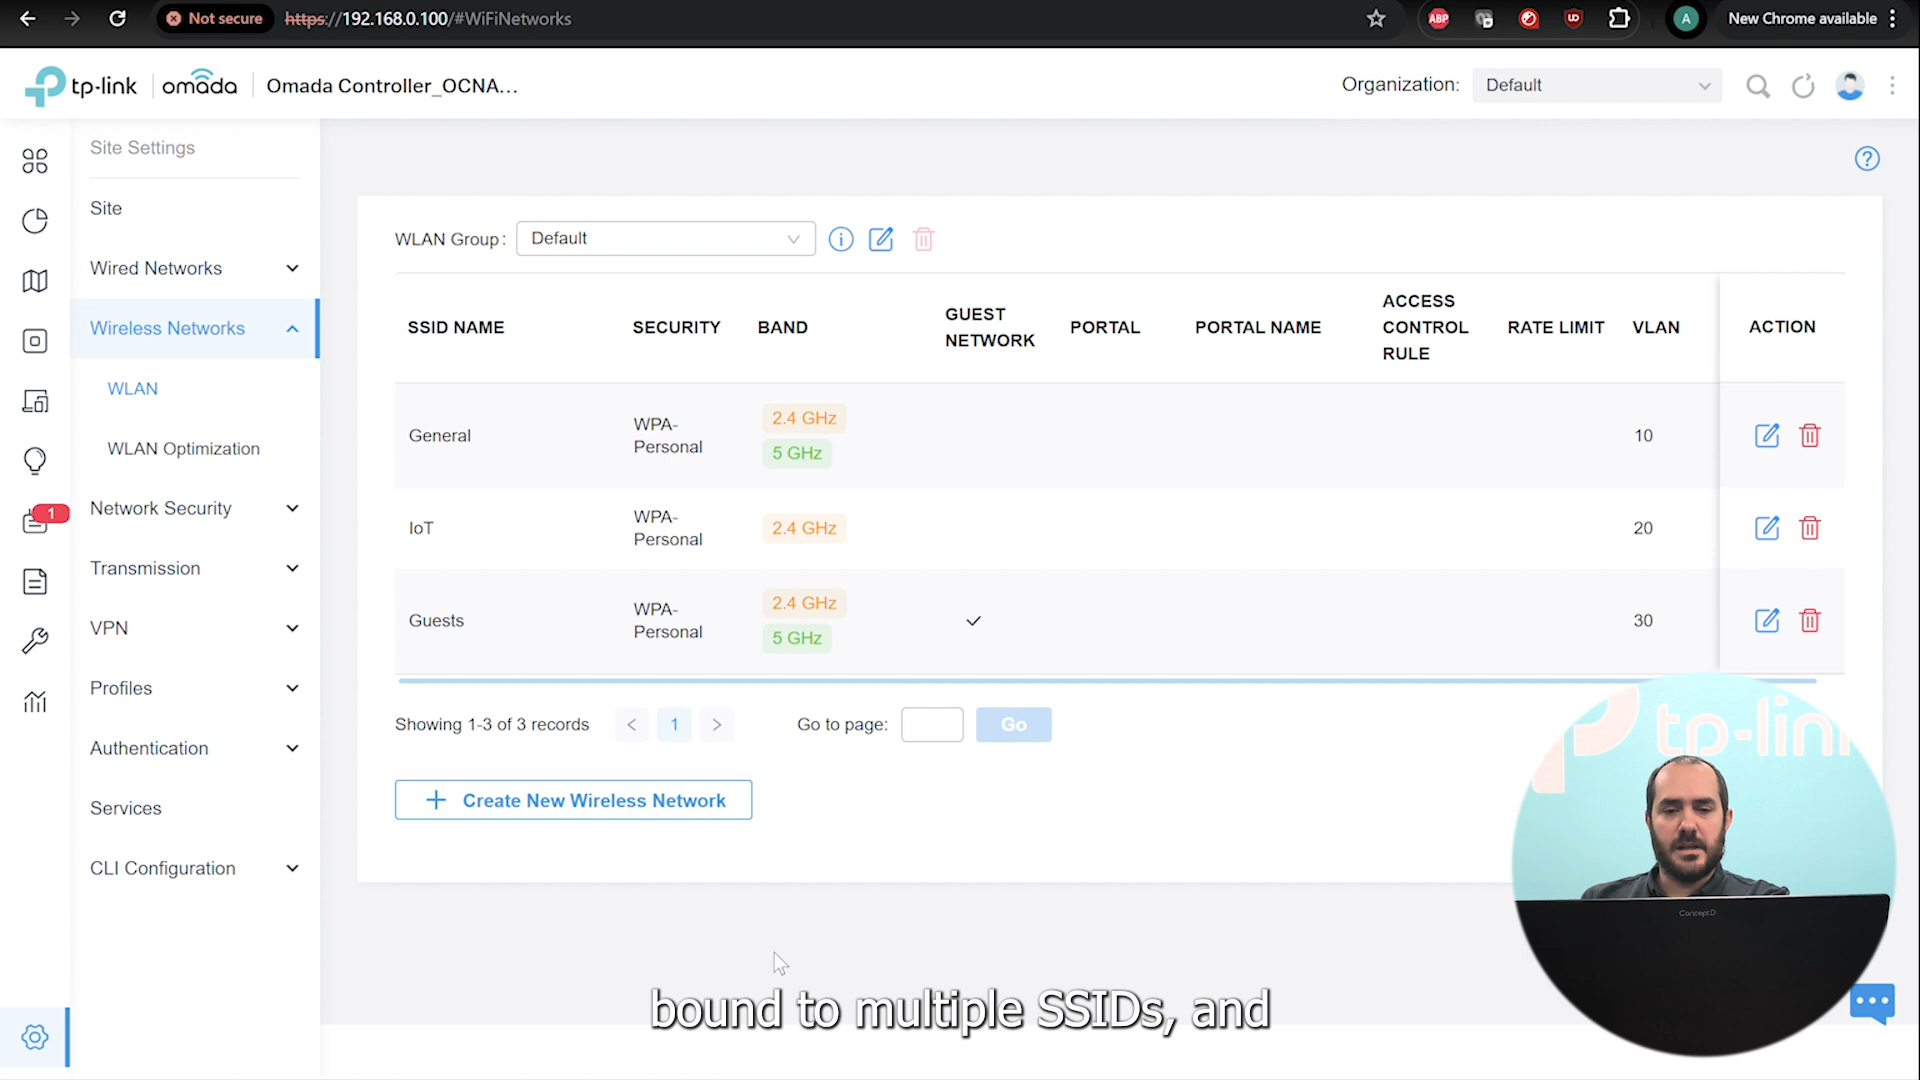 Not secure
https://192.168.0.100/#WiFiNetworks
ABP
UD
A
New Chrome available
tp-link
omada
Omada Controller_OCNA...
Organization:
Default
Site Settings
Site
Wired Networks
Wireless Networks
WLAN
WLAN Optimization
1
Network Security
Transmission
VPN
Profiles
Authentication
Services
CLI Configuration
WLAN Group:
Default
SSID NAME
SECURITY
BAND
GUEST
NETWORK
PORTAL
PORTAL NAME
ACCESS
CONTROL
RULE
RATE LIMIT
VLAN
ACTION
General
WPA-
Personal
2.4 GHz
5 GHz
10
IoT
WPA-
Personal
2.4 GHz
20
Guests
WPA-
Personal
2.4 GHz
5 GHz
30
Showing 1-3 of 3 records
<
1
>
Go to page:
Go
+ Create New Wireless Network
tp-link
ConceptD
bound to multiple SSIDs, and